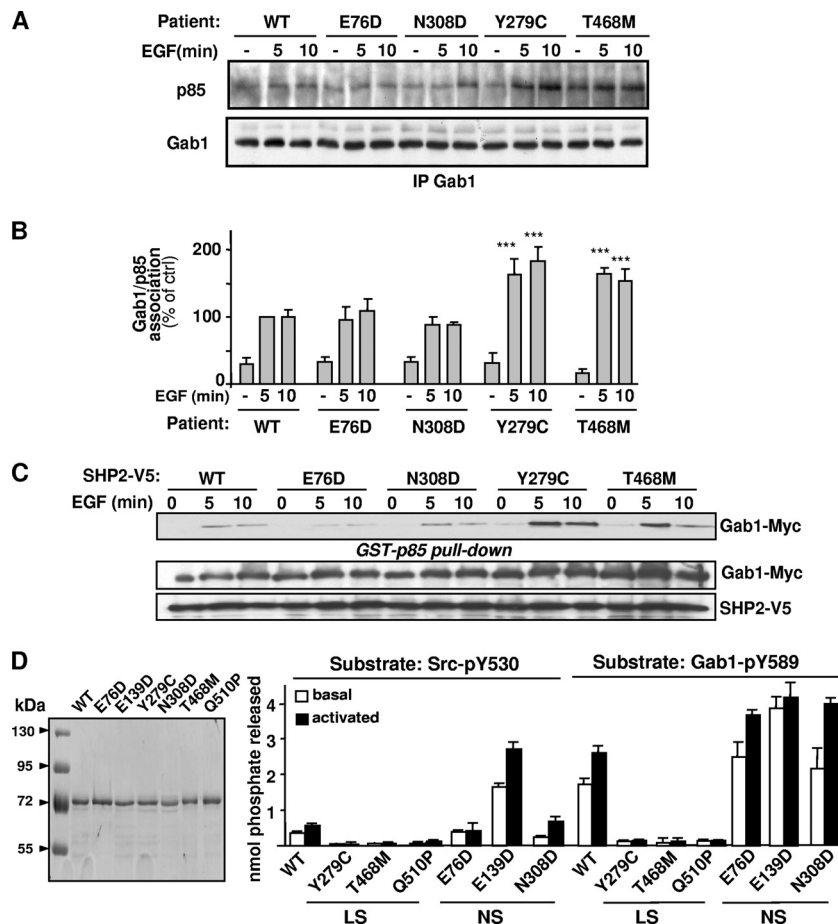 A
Patient: WT E76D N308D Y279C T468M
EGF(min) - 5 10 - 5 10 - 5 10 - 5 10 - 5 10
p85
Gab1
IP Gab1
B
Gab1/p85
association
(% of ctrl)
200
100
0
*** *** *** ***
EGF (min) - 5 10 - 5 10 - 5 10 - 5 10 - 5 10
Patient: WT E76D N308D Y279C T468M
C
SHP2-V5: WT E76D N308D Y279C T468M
EGF (min) 0 5 10 0 5 10 0 5 10 0 5 10 0 5 10
Gab1-Myc
GST-p85 pull-down
Gab1-Myc
SHP2-V5
D
kDa
WT E76D E139D Y279C N308D T468M Q510P
130
95
72
55
Substrate: Src-pY530 Substrate: Gab1-pY589
basal
activated
nmol phosphate released
4
3
2
1
WT Y279C T468M Q510P E76D E139D N308D WT Y279C T468M Q510P E76D E139D N308D
LS NS LS NS